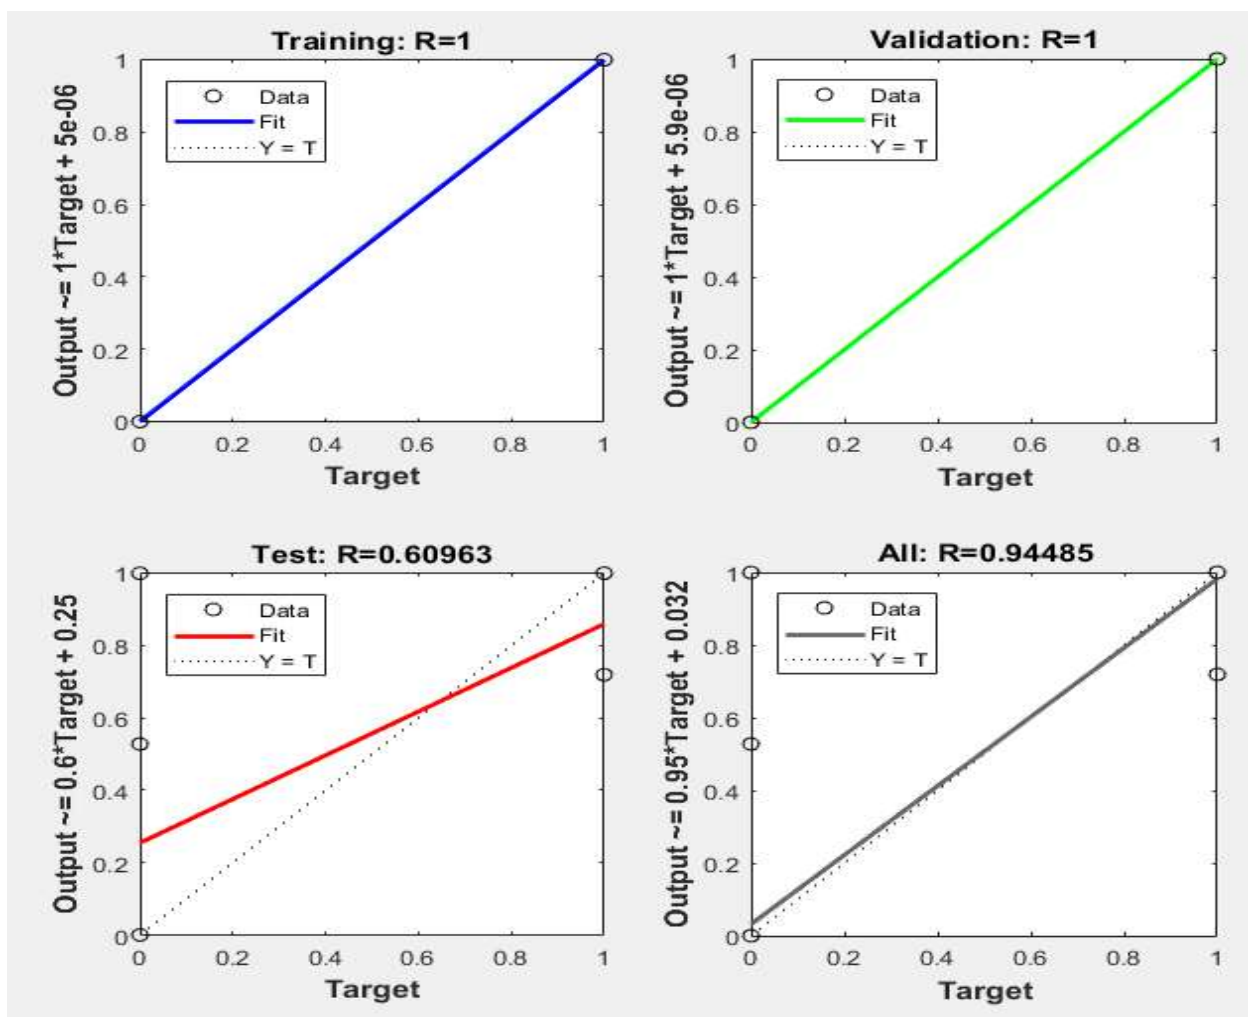 Training: R=1
Output ~= 1*Target + 5e-06
1
0.8
0.6
0.4
0.2
0
Data
Fit
Y = T
0 0.2 0.4 0.6 0.8 1
Target
Validation: R=1
Output ~= 1*Target + 5.9e-06
1
0.8
0.6
0.4
0.2
0
Data
Fit
Y = T
0 0.2 0.4 0.6 0.8 1
Target
Test: R=0.60963
Output ~= 0.6*Target + 0.25
1
0.8
0.6
0.4
0.2
0
Data
Fit
Y = T
0 0.2 0.4 0.6 0.8 1
Target
All: R=0.94485
Output ~= 0.95*Target + 0.032
1
0.8
0.6
0.4
0.2
0
Data
Fit
Y = T
0 0.2 0.4 0.6 0.8 1
Target